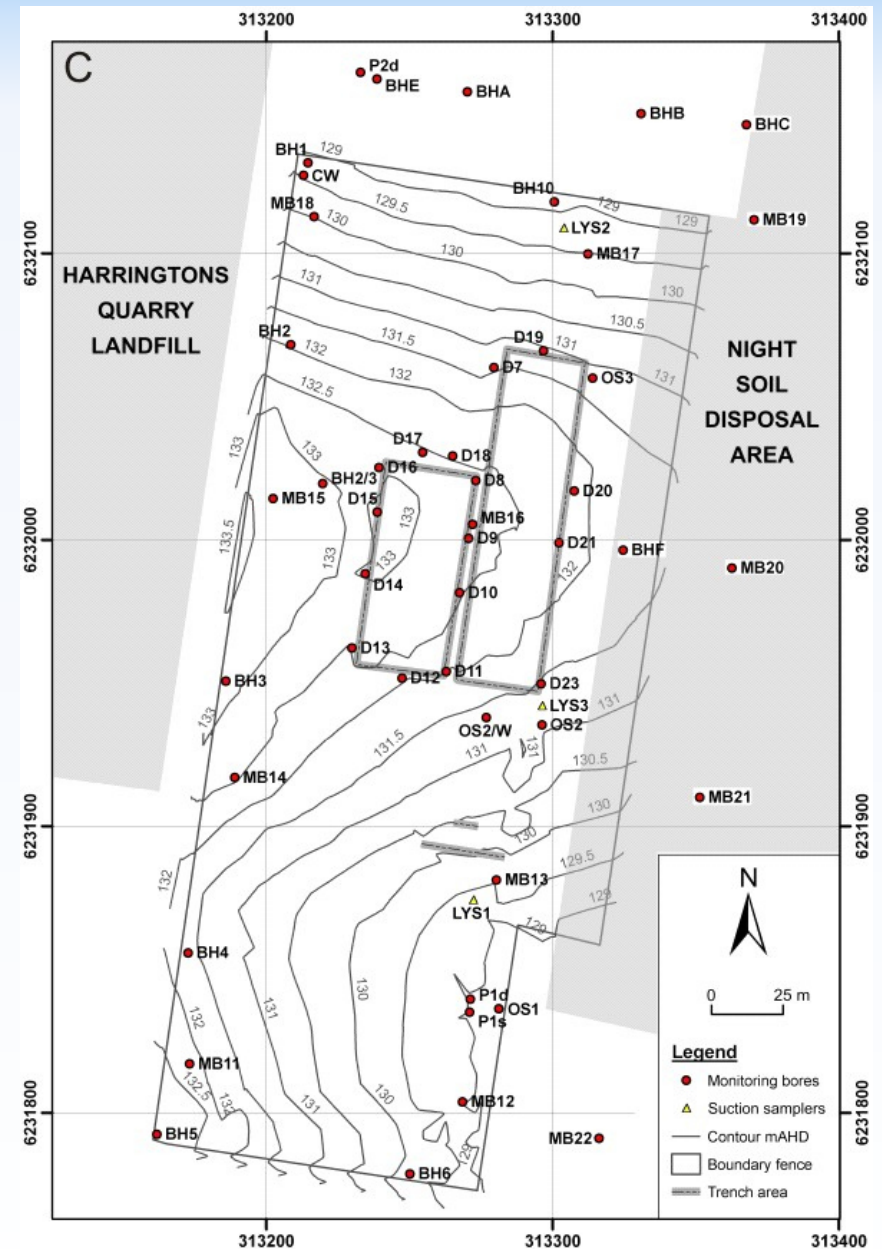 313200
313300
313400
C
P2d
BHE
BHA
BHB
BHC
BH1
129
CW
BH10
129
129
MB18
129.5
130
LYS2
MB19
6232100
6232100
130
MB17
HARRINGTONS
QUARRY
LANDFILL
131
130
130.5
BH2
131.5
D19
131
132
D7
NIGHT
SOIL
DISPOSAL
AREA
132
OS3
131
132.5
D17
D18
133
133
D16
BH2/3
D8
D15
D20
MB15
133
MB16
133.5
D9
D21
6232000
6232000
BHF
133
133
MB20
D14
132
D10
D13
D11
D12
D23
BH3
LYS3
131
133
OS2/W
OS2
131.5
131
131
MB14
130.5
MB21
130
6231900
6231900
130
129.5
132
MB13
129
LYS1
129
BH4
N
130
P1d
OS1
131
P1s
132
0
25 m
MB11
Legend
132.5
130
Monitoring bores
132
131
MB12
Suction samplers
6231800
6231800
BH5
MB22
Contour mAHD
129
Boundary fence
BH6
Trench area
313200
313300
313400